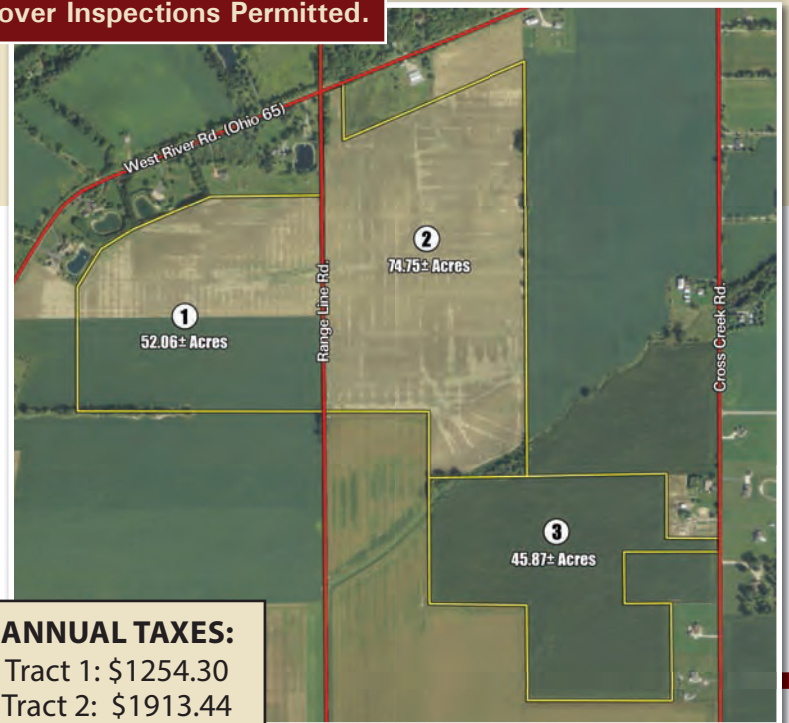 over Inspections Permitted.
West River Rd. (Ohio 65)
2
74.75± Acres
Range Line Rd.
1
52.06± Acres
Cross Creek Rd.
3
45.87± Acres
ANNUAL TAXES:
Tract 1: $1254.30
Tract 2: $1913.44